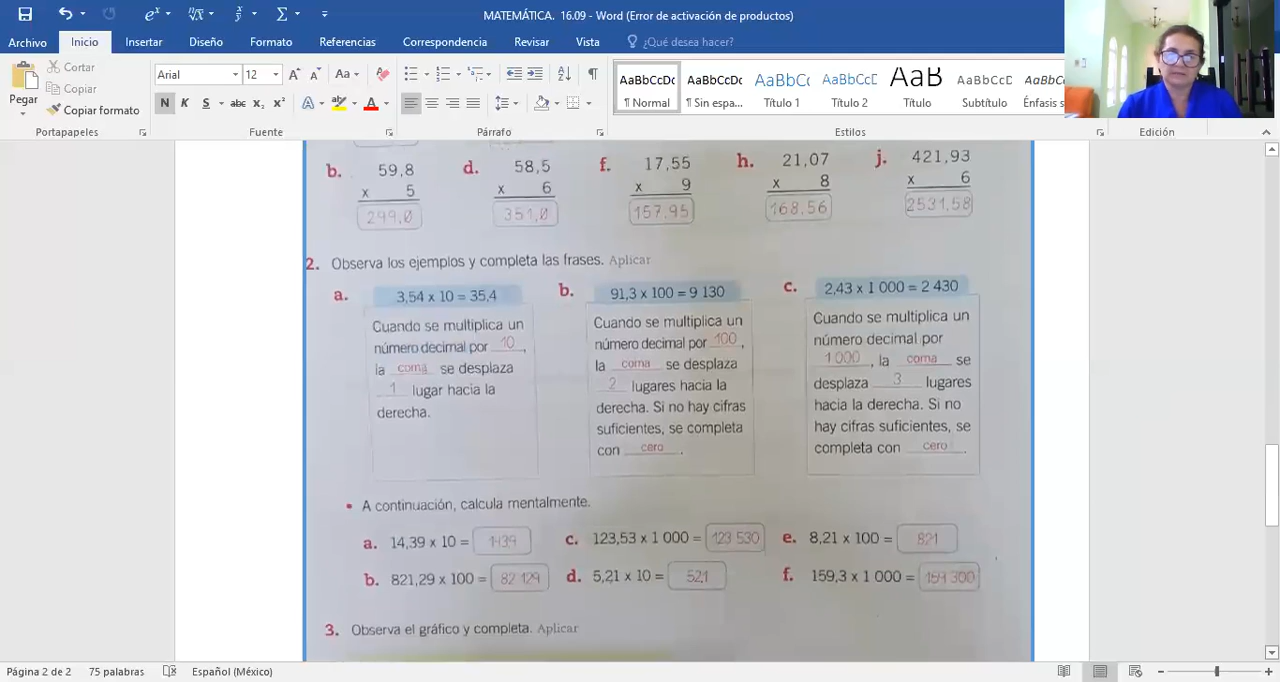 MATEMÁTICA. 16.09 - Word (Error de activación de productos)
Archivo Inicio Insertar Diseño Formato Referencias Correspondencia Revisar Vista ¿Qué desea hacer?
Pegar
Cortar
Copiar
Copiar formato
Portapapeles
Arial 12
N K S abc x₂ x²
Fuente
Párrafo
AaBbCcDc AaBbCcDc AaBbCc AaBbCcD AaB AaBbCcD AaBbC
¶ Normal ¶ Sin espa... Título 1 Título 2 Título Subtítulo Énfasis s
Estilos
Edición
b. 59,8 x 5 299,0
d. 58,5 x 6 351,0
f. 17,55 x 9 157,95
h. 21,07 x 8 168,56
j. 421,93 x 6 2531,58
2. Observa los ejemplos y completa las frases. Aplicar
a. 3,54 x 10 = 35,4
Cuando se multiplica un
número decimal por 10,
la coma se desplaza
1 lugar hacia la
derecha.
b. 91,3 x 100 = 9 130
Cuando se multiplica un
número decimal por 100,
la coma se desplaza
2 lugares hacia la
derecha. Si no hay cifras
suficientes, se completa
con cero.
c. 2,43 x 1 000 = 2 430
Cuando se multiplica un
número decimal por
1 000, la coma se
desplaza 3 lugares
hacia la derecha. Si no
hay cifras suficientes, se
completa con cero.
• A continuación, calcula mentalmente.
a. 14,39 x 10 = 143,9 c. 123,53 x 1 000 = 123 530 e. 8,21 x 100 = 821
b. 821,29 x 100 = 82 129 d. 5,21 x 10 = 52,1 f. 159,3 x 1 000 = 159 300
3. Observa el gráfico y completa. Aplicar
Página 2 de 2 75 palabras Español (México)